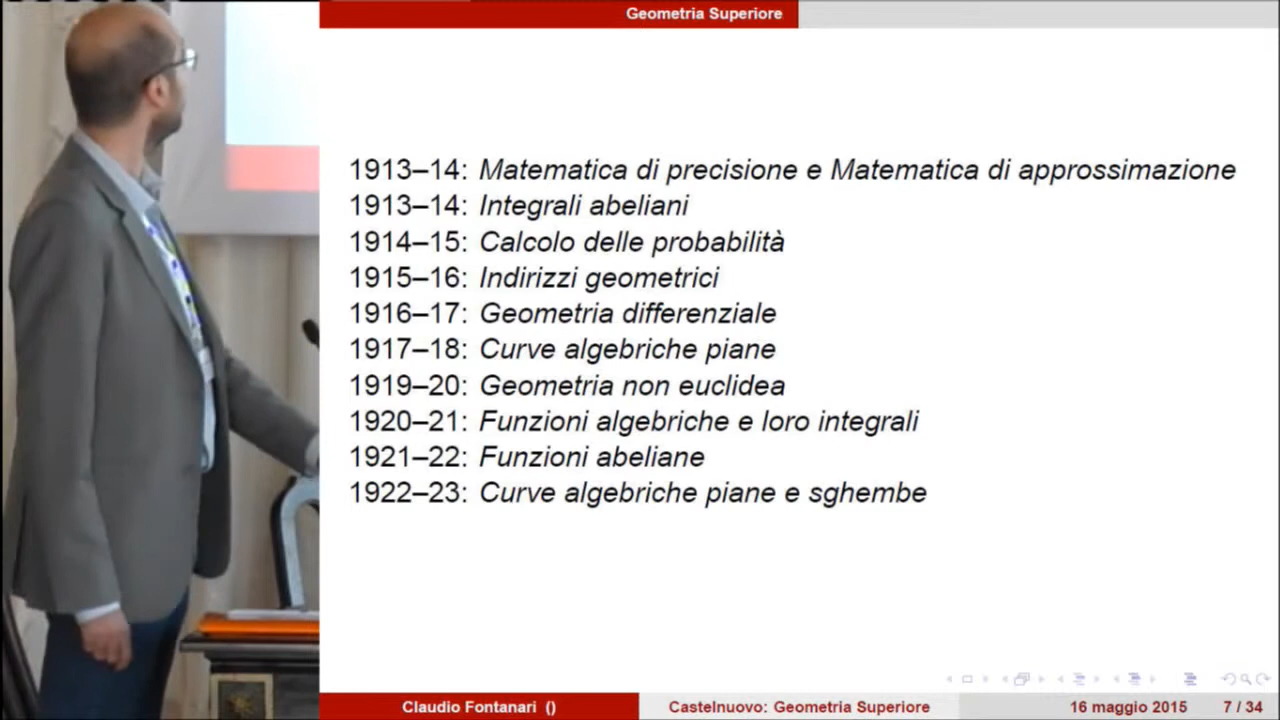 Geometria Superiore
1913–14: Matematica di precisione e Matematica di approssimazione
1913–14: Integrali abeliani
1914–15: Calcolo delle probabilità
1915–16: Indirizzi geometrici
1916–17: Geometria differenziale
1917–18: Curve algebriche piane
1919–20: Geometria non euclidea
1920–21: Funzioni algebriche e loro integrali
1921–22: Funzioni abeliane
1922–23: Curve algebriche piane e sghembe
Claudio Fontanari () Castelnuovo: Geometria Superiore 16 maggio 2015 7 / 34